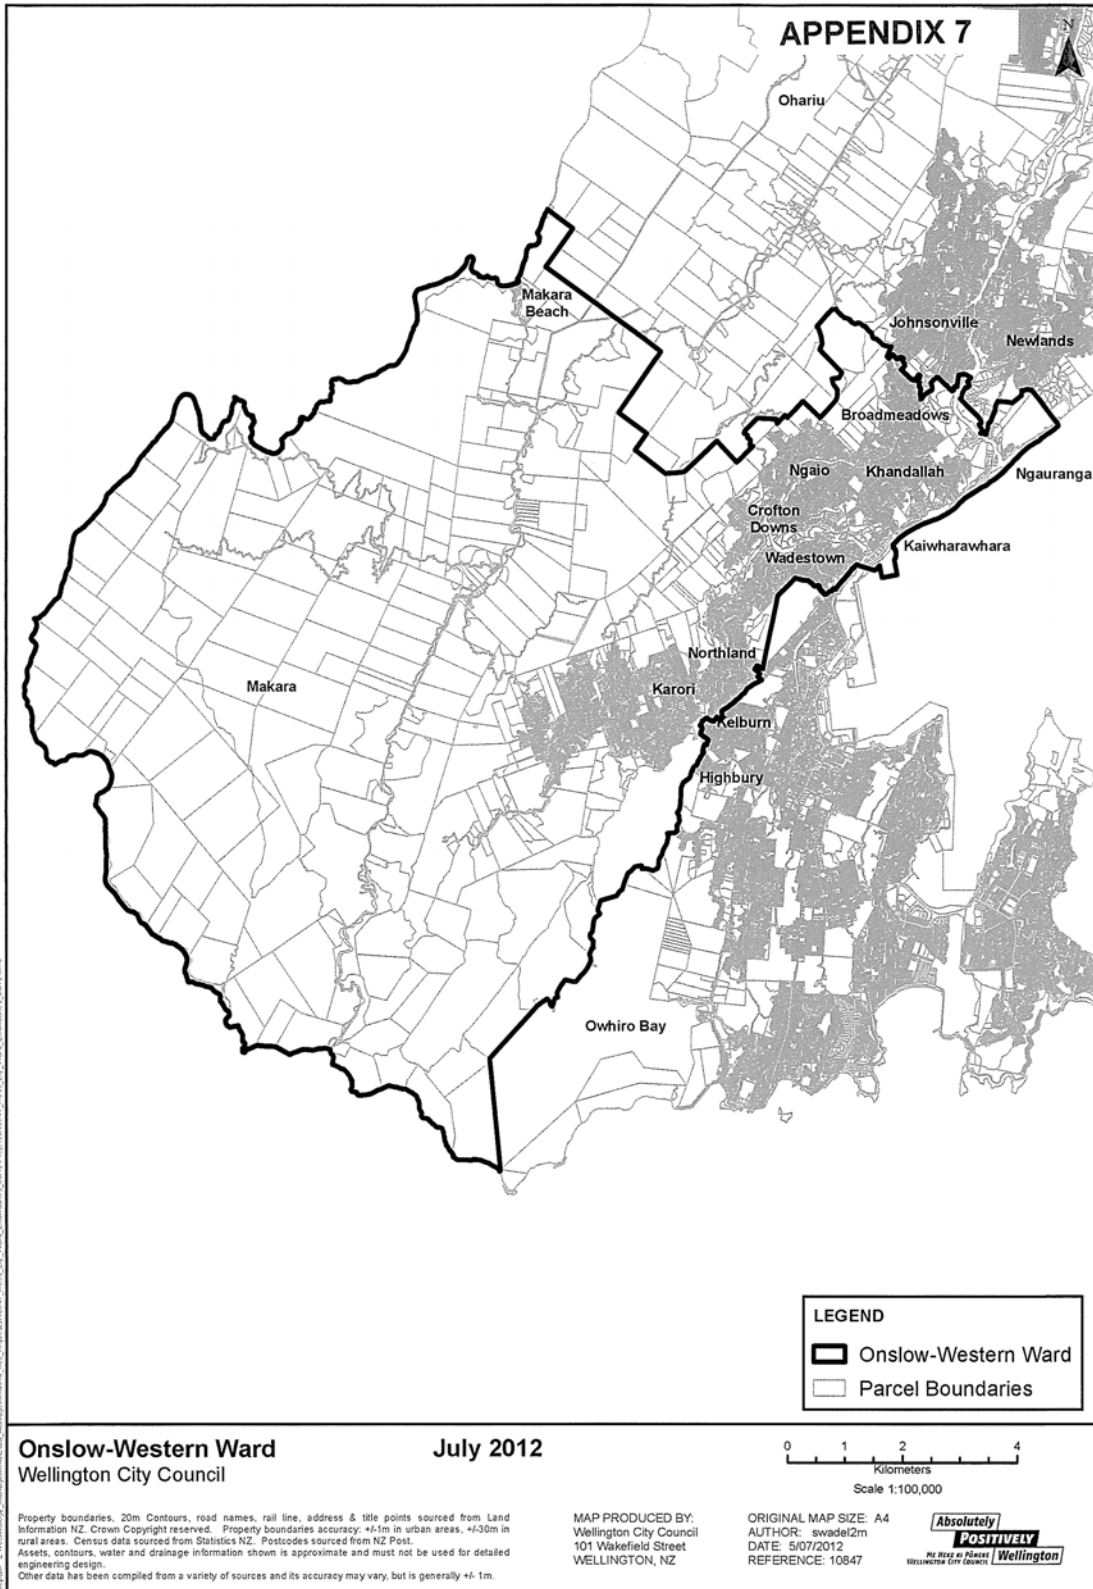 APPENDIX 7
N
Ohariu
Makara
Beach
Johnsonville
Newlands
Broadmeadows
Ngaio
Khandallah
Ngauranga
Crofton
Downs
Kaiwharawhara
Wadestown
Northland
Karori
Makara
Kelburn
Highbury
Owhiro Bay
LEGEND
Onslow-Western Ward
Parcel Boundaries
Onslow-Western Ward
July 2012
Wellington City Council
0 1 2 4
Kilometers
Scale 1:100,000
Property boundaries, 20m Contours, road names, rail line, address & title points sourced from Land
Information NZ. Crown Copyright reserved. Property boundaries accuracy: +/-1m in urban areas, +/-30m in
rural areas. Census data sourced from Statistics NZ. Postcodes sourced from NZ Post.
Assets, contours, water and drainage information shown is approximate and must not be used for detailed
engineering design.
Other data has been compiled from a variety of sources and its accuracy may vary, but is generally +/- 1m.
MAP PRODUCED BY:
Wellington City Council
101 Wakefield Street
WELLINGTON, NZ
ORIGINAL MAP SIZE: A4
AUTHOR: swadel2m
DATE: 5/07/2012
REFERENCE: 10847
Absolutely
POSITIVELY
ME HEKE KI PŌNEKE
WELLINGTON CITY COUNCIL
Wellington